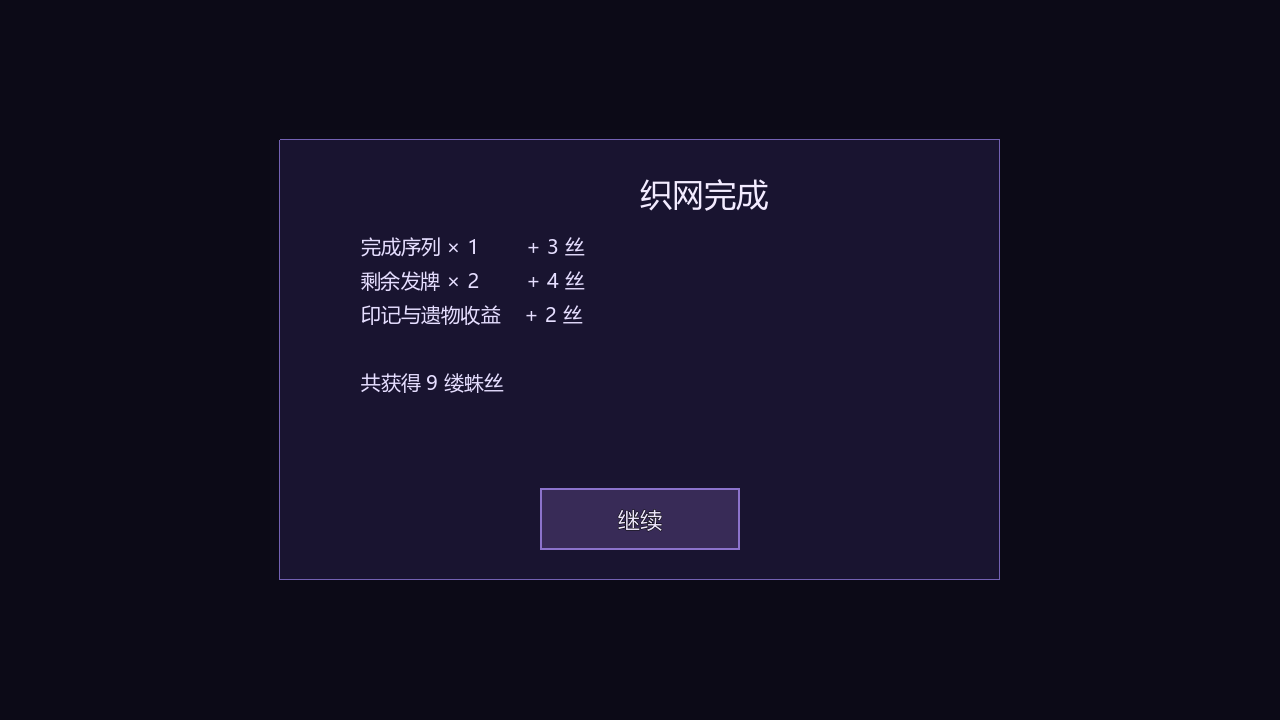 织网完成
完成序列 × 1 + 3 丝
剩余发牌 × 2 + 4 丝
印记与遗物收益 + 2 丝
共获得 9 缕蛛丝
继续